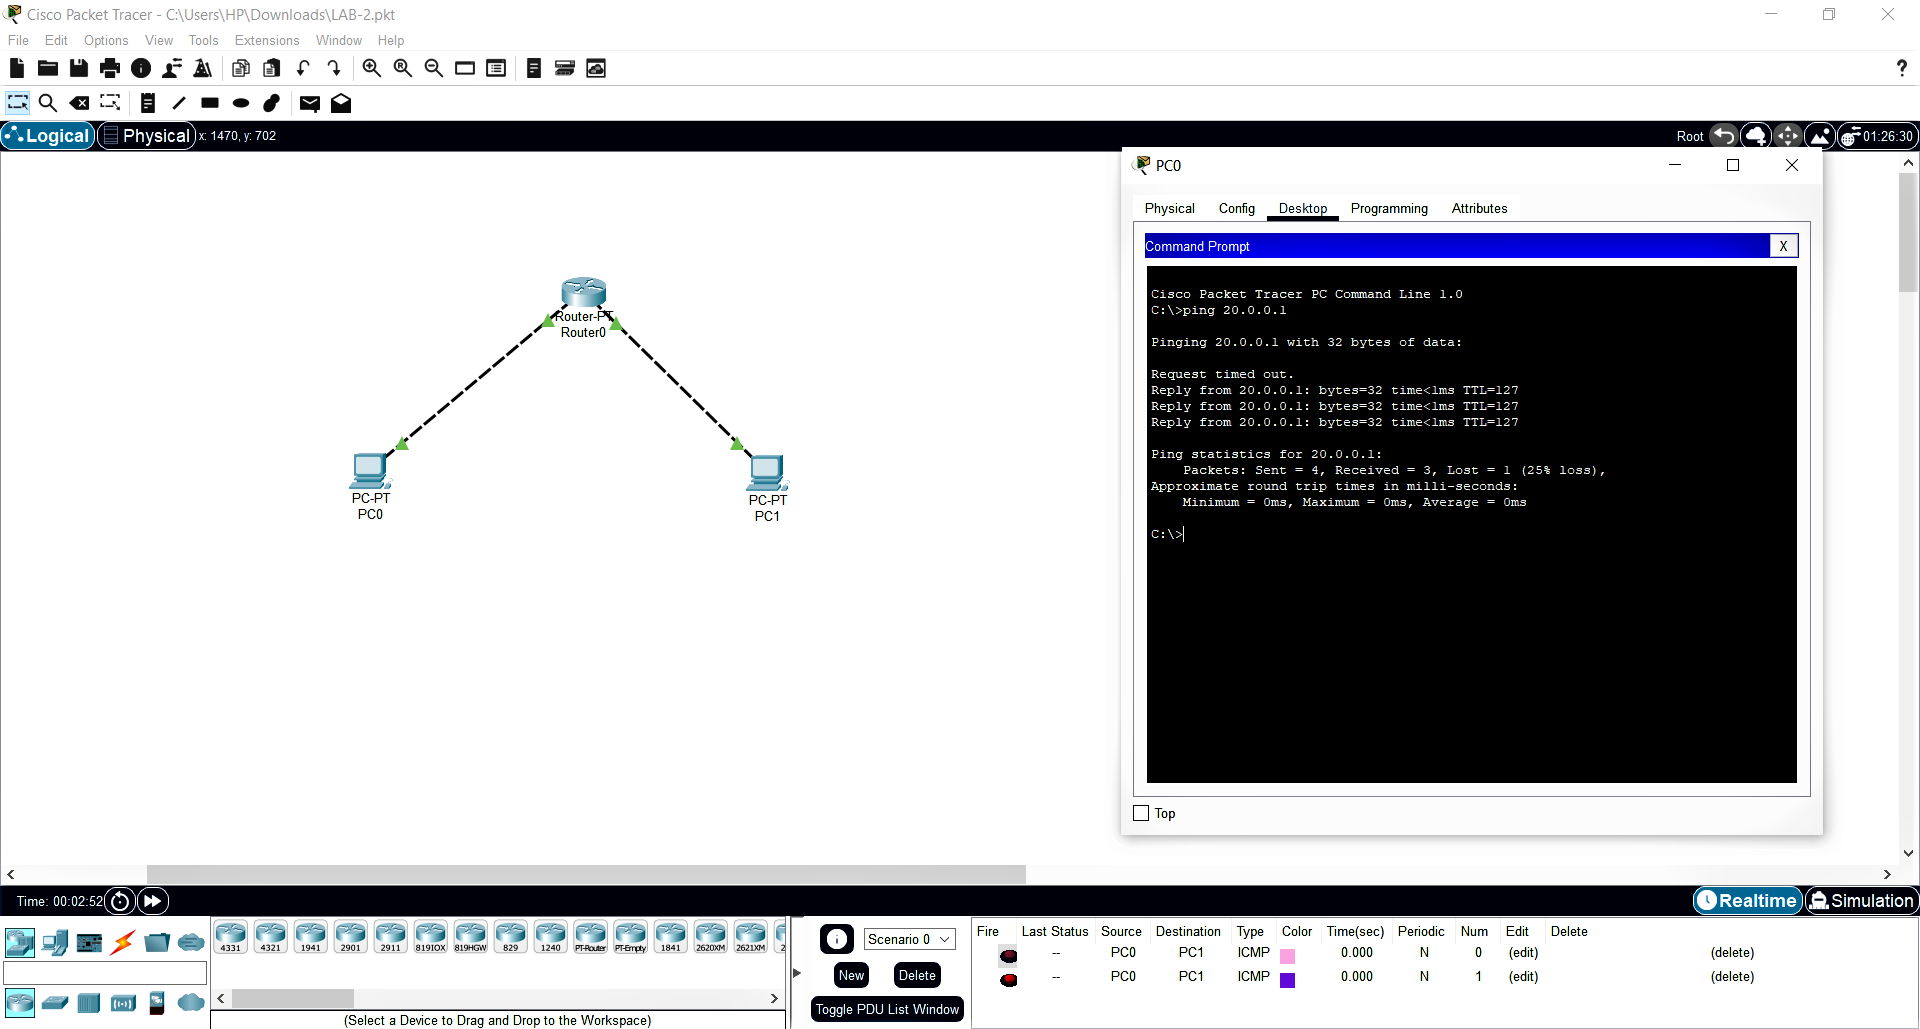 Cisco Packet Tracer - C:\Users\HP\Downloads\LAB-2.pkt
File Edit Options View Tools Extensions Window Help
?
Logical Physical x: 1470, y: 702 Root 01:26:30
Router-PT
Router0
PC-PT
PC0
PC-PT
PC1
PC0
Physical Config Desktop Programming Attributes
Command Prompt X
Cisco Packet Tracer PC Command Line 1.0
C:\>ping 20.0.0.1
Pinging 20.0.0.1 with 32 bytes of data:
Request timed out.
Reply from 20.0.0.1: bytes=32 time<1ms TTL=127
Reply from 20.0.0.1: bytes=32 time<1ms TTL=127
Reply from 20.0.0.1: bytes=32 time<1ms TTL=127
Ping statistics for 20.0.0.1:
Packets: Sent = 4, Received = 3, Lost = 1 (25% loss),
Approximate round trip times in milli-seconds:
Minimum = 0ms, Maximum = 0ms, Average = 0ms
C:\>
Top
Time: 00:02:52 Realtime Simulation
4331 4321 1941 2901 2911 819IOX 819HGW 829 1240 PT-Router PT-Empty 1841 2620XM 2621XM
(Select a Device to Drag and Drop to the Workspace)
Scenario 0
New Delete
Toggle PDU List Window
Fire Last Status Source Destination Type Color Time(sec) Periodic Num Edit Delete
-- PC0 PC1 ICMP 0.000 N 0 (edit) (delete)
-- PC0 PC1 ICMP 0.000 N 1 (edit) (delete)